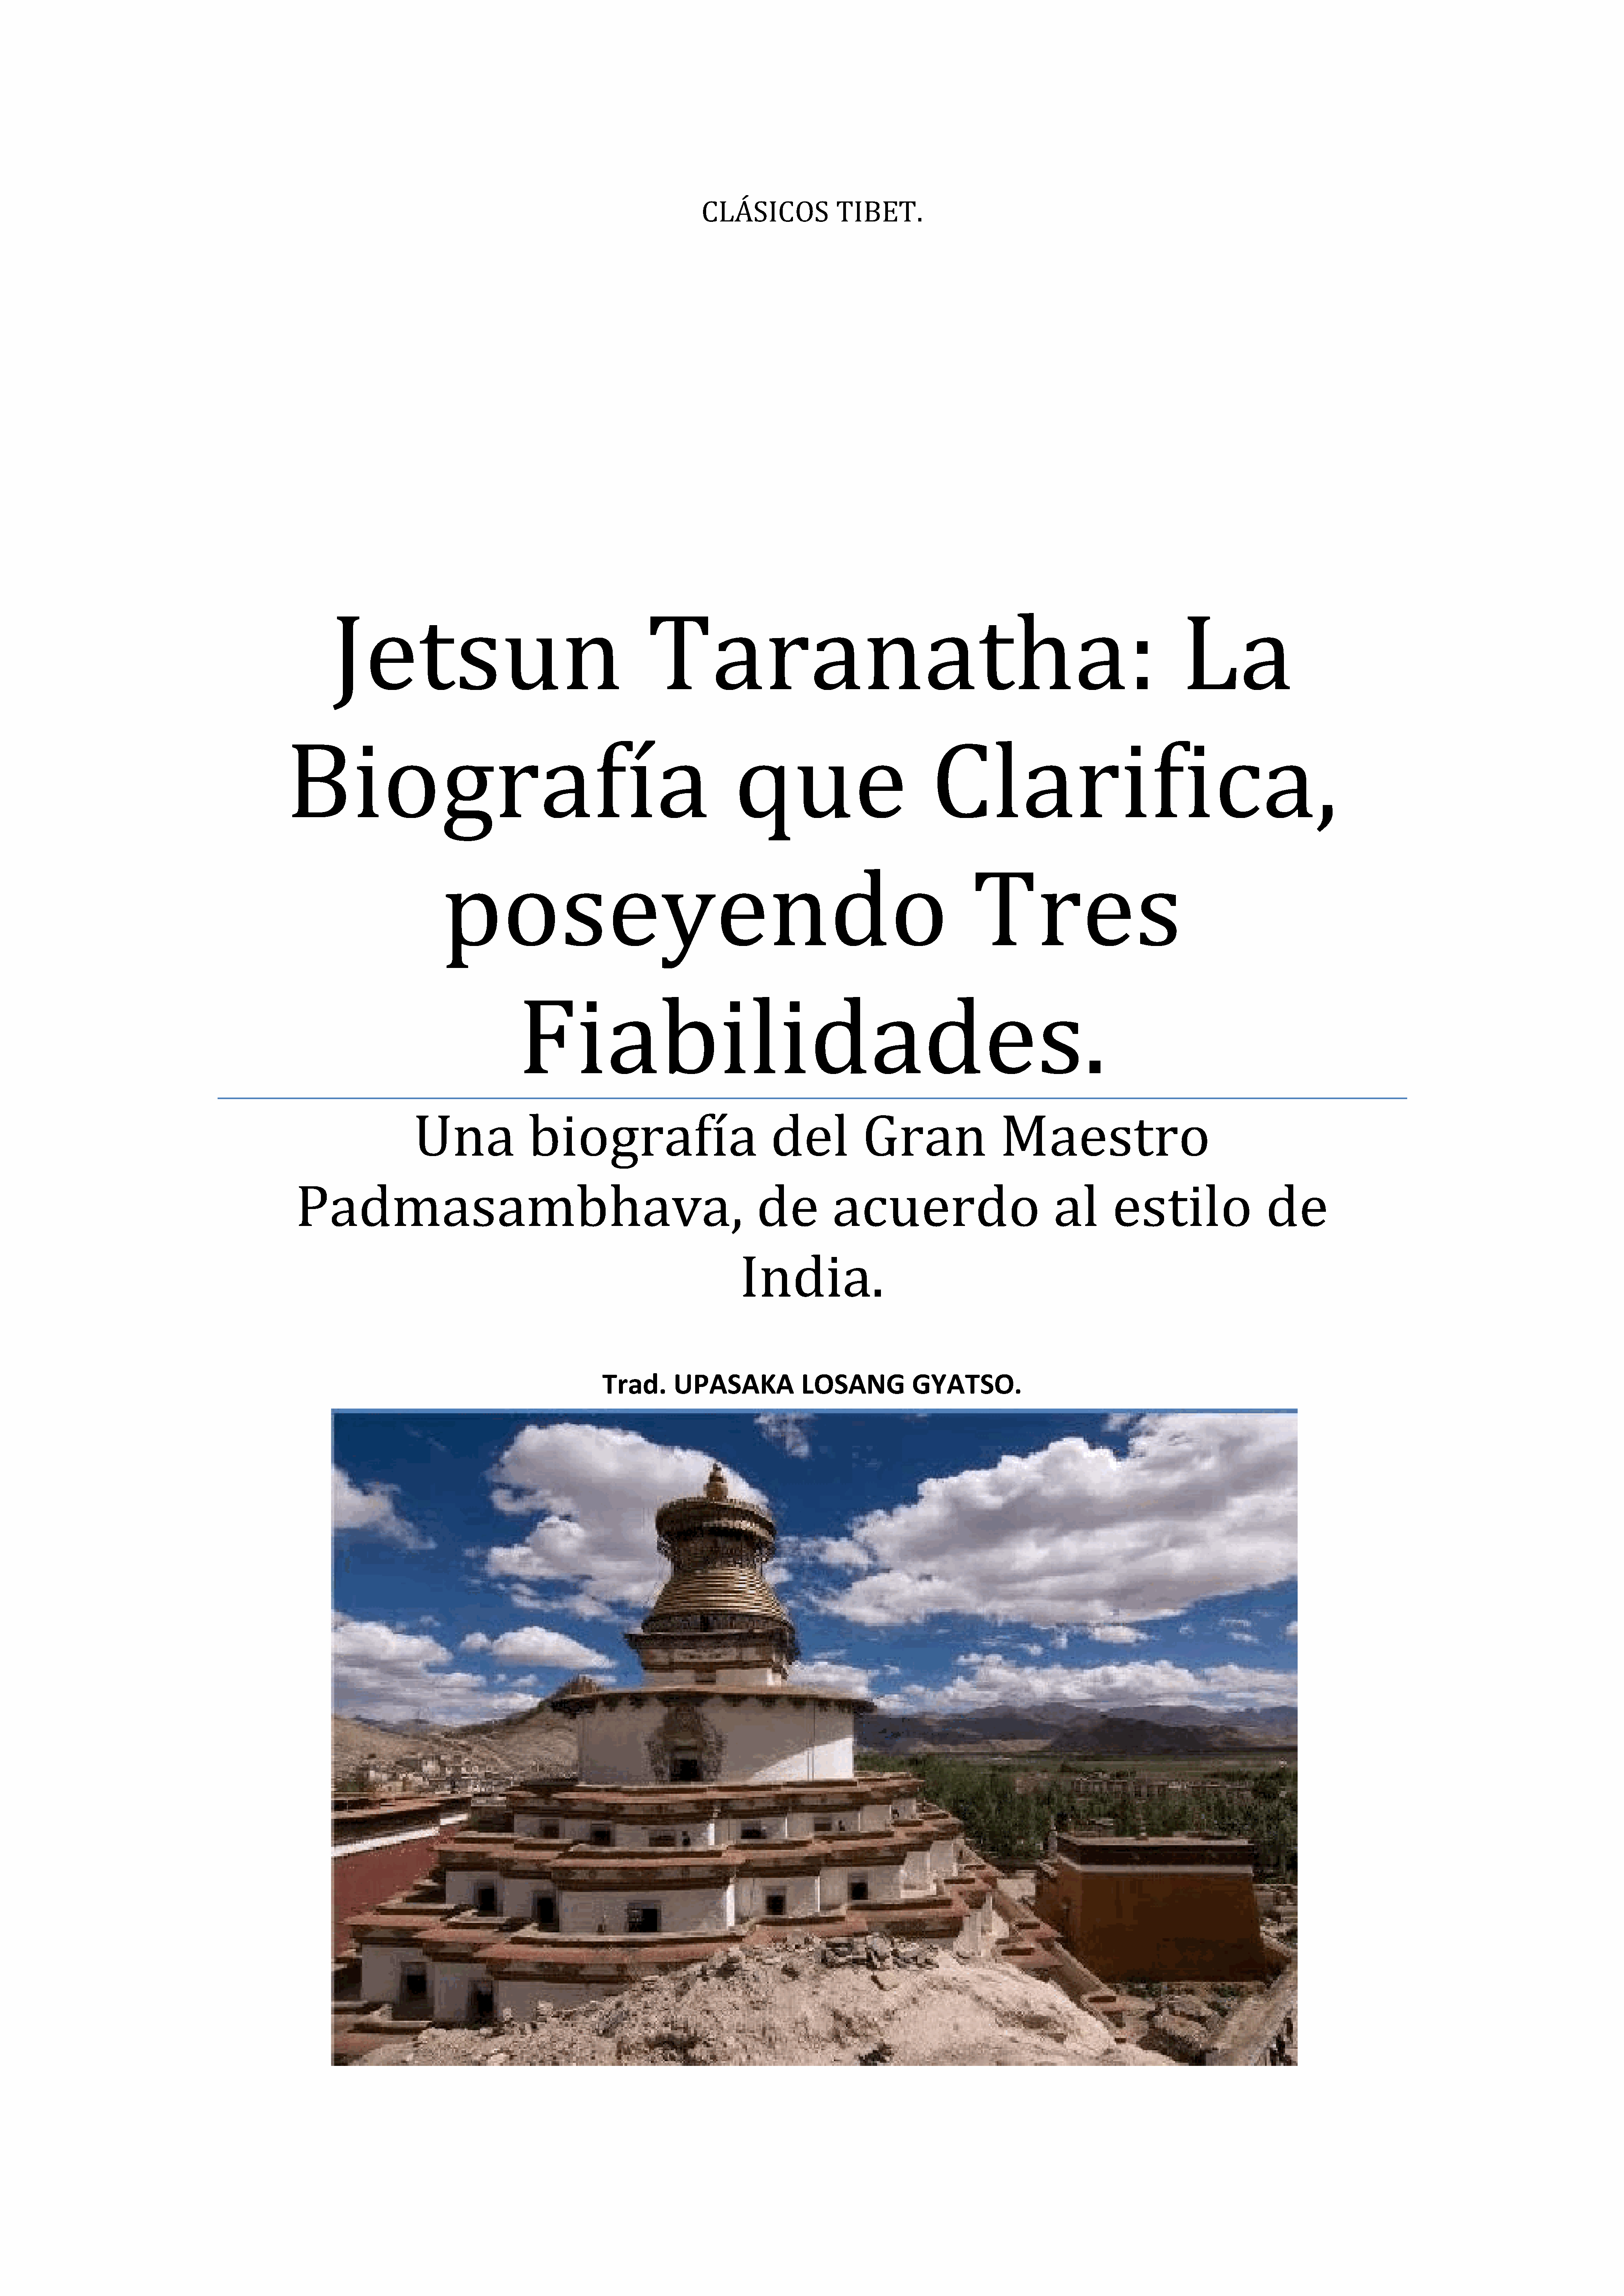 CLÁSICOS TIBET.
Jetsun Taranatha: La
Biografía que Clarifica,
poseyendo Tres
Fiabilidades.
Una biografía del Gran Maestro
Padmasambhava, de acuerdo al estilo de
India.
Trad. UPASAKA LOSANG GYATSO.